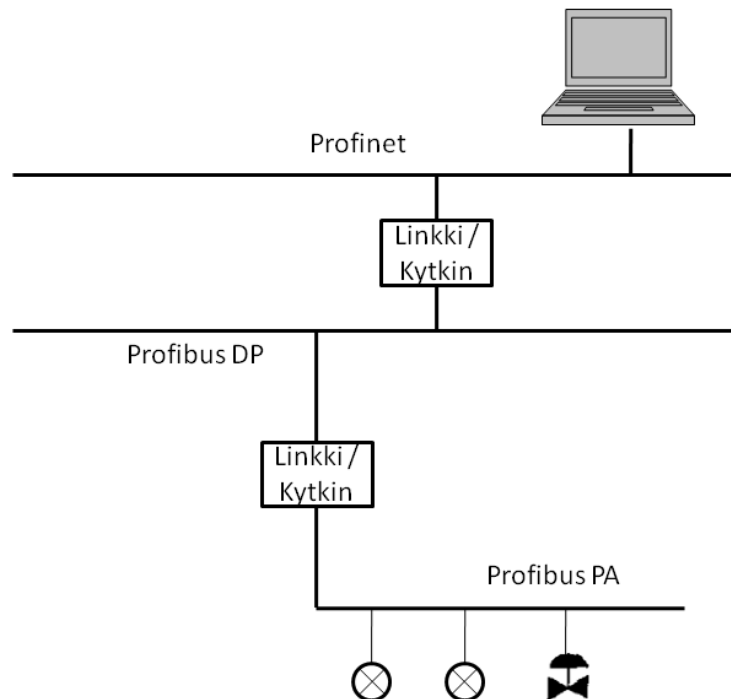 Profinet
Linkki /
Kytkin
Profibus DP
Linkki /
Kytkin
Profibus PA